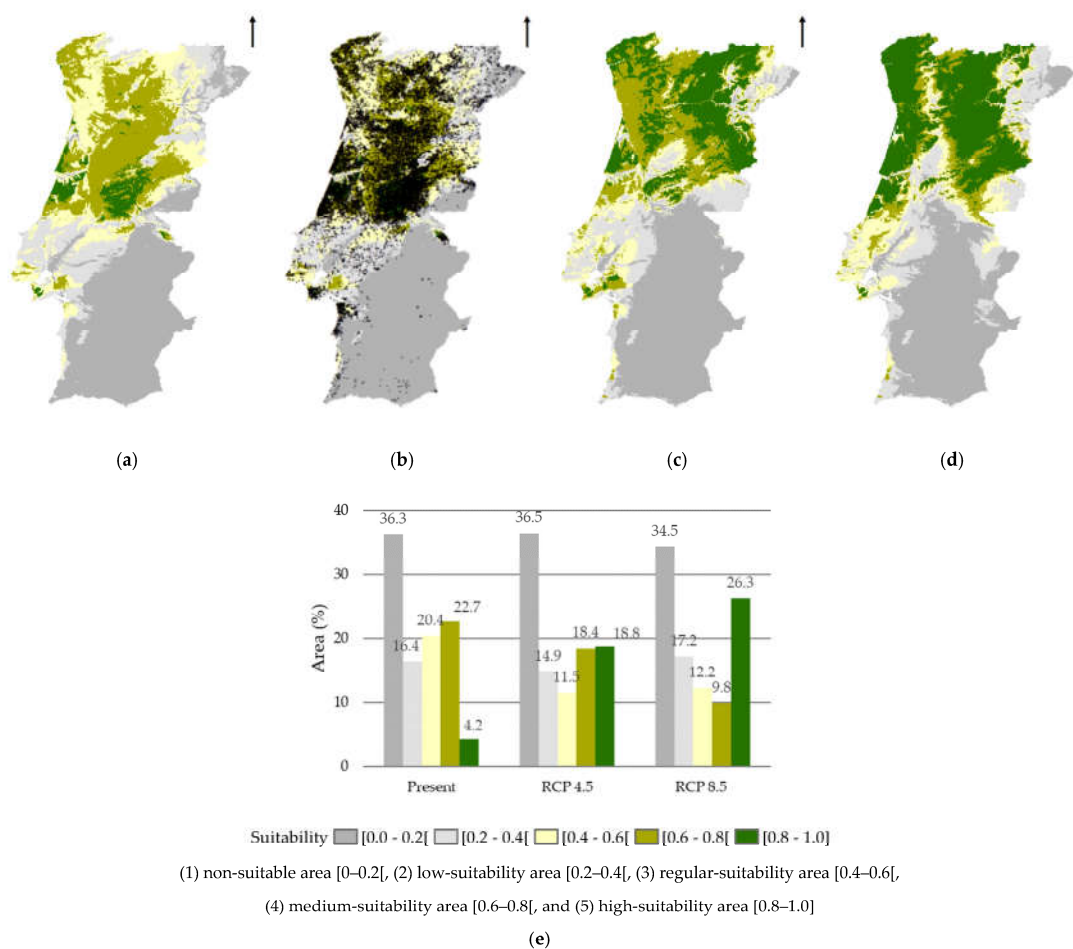 (a) (b) (c) (d)
40
36.3 36.5 34.5
30
26.3
22.7
20.4
20
18.4 18.8
17.2
16.4
14.9
12.2
11.5
10
9.8
4.2
0
Area (%)
Present RCP 4.5 RCP 8.5
Suitability [0.0 - 0.2[ [0.2 - 0.4[ [0.4 - 0.6[ [0.6 - 0.8[ [0.8 - 1.0]
(1) non-suitable area [0–0.2[, (2) low-suitability area [0.2–0.4[, (3) regular-suitability area [0.4–0.6[,
(4) medium-suitability area [0.6–0.8[, and (5) high-suitability area [0.8–1.0]
(e)